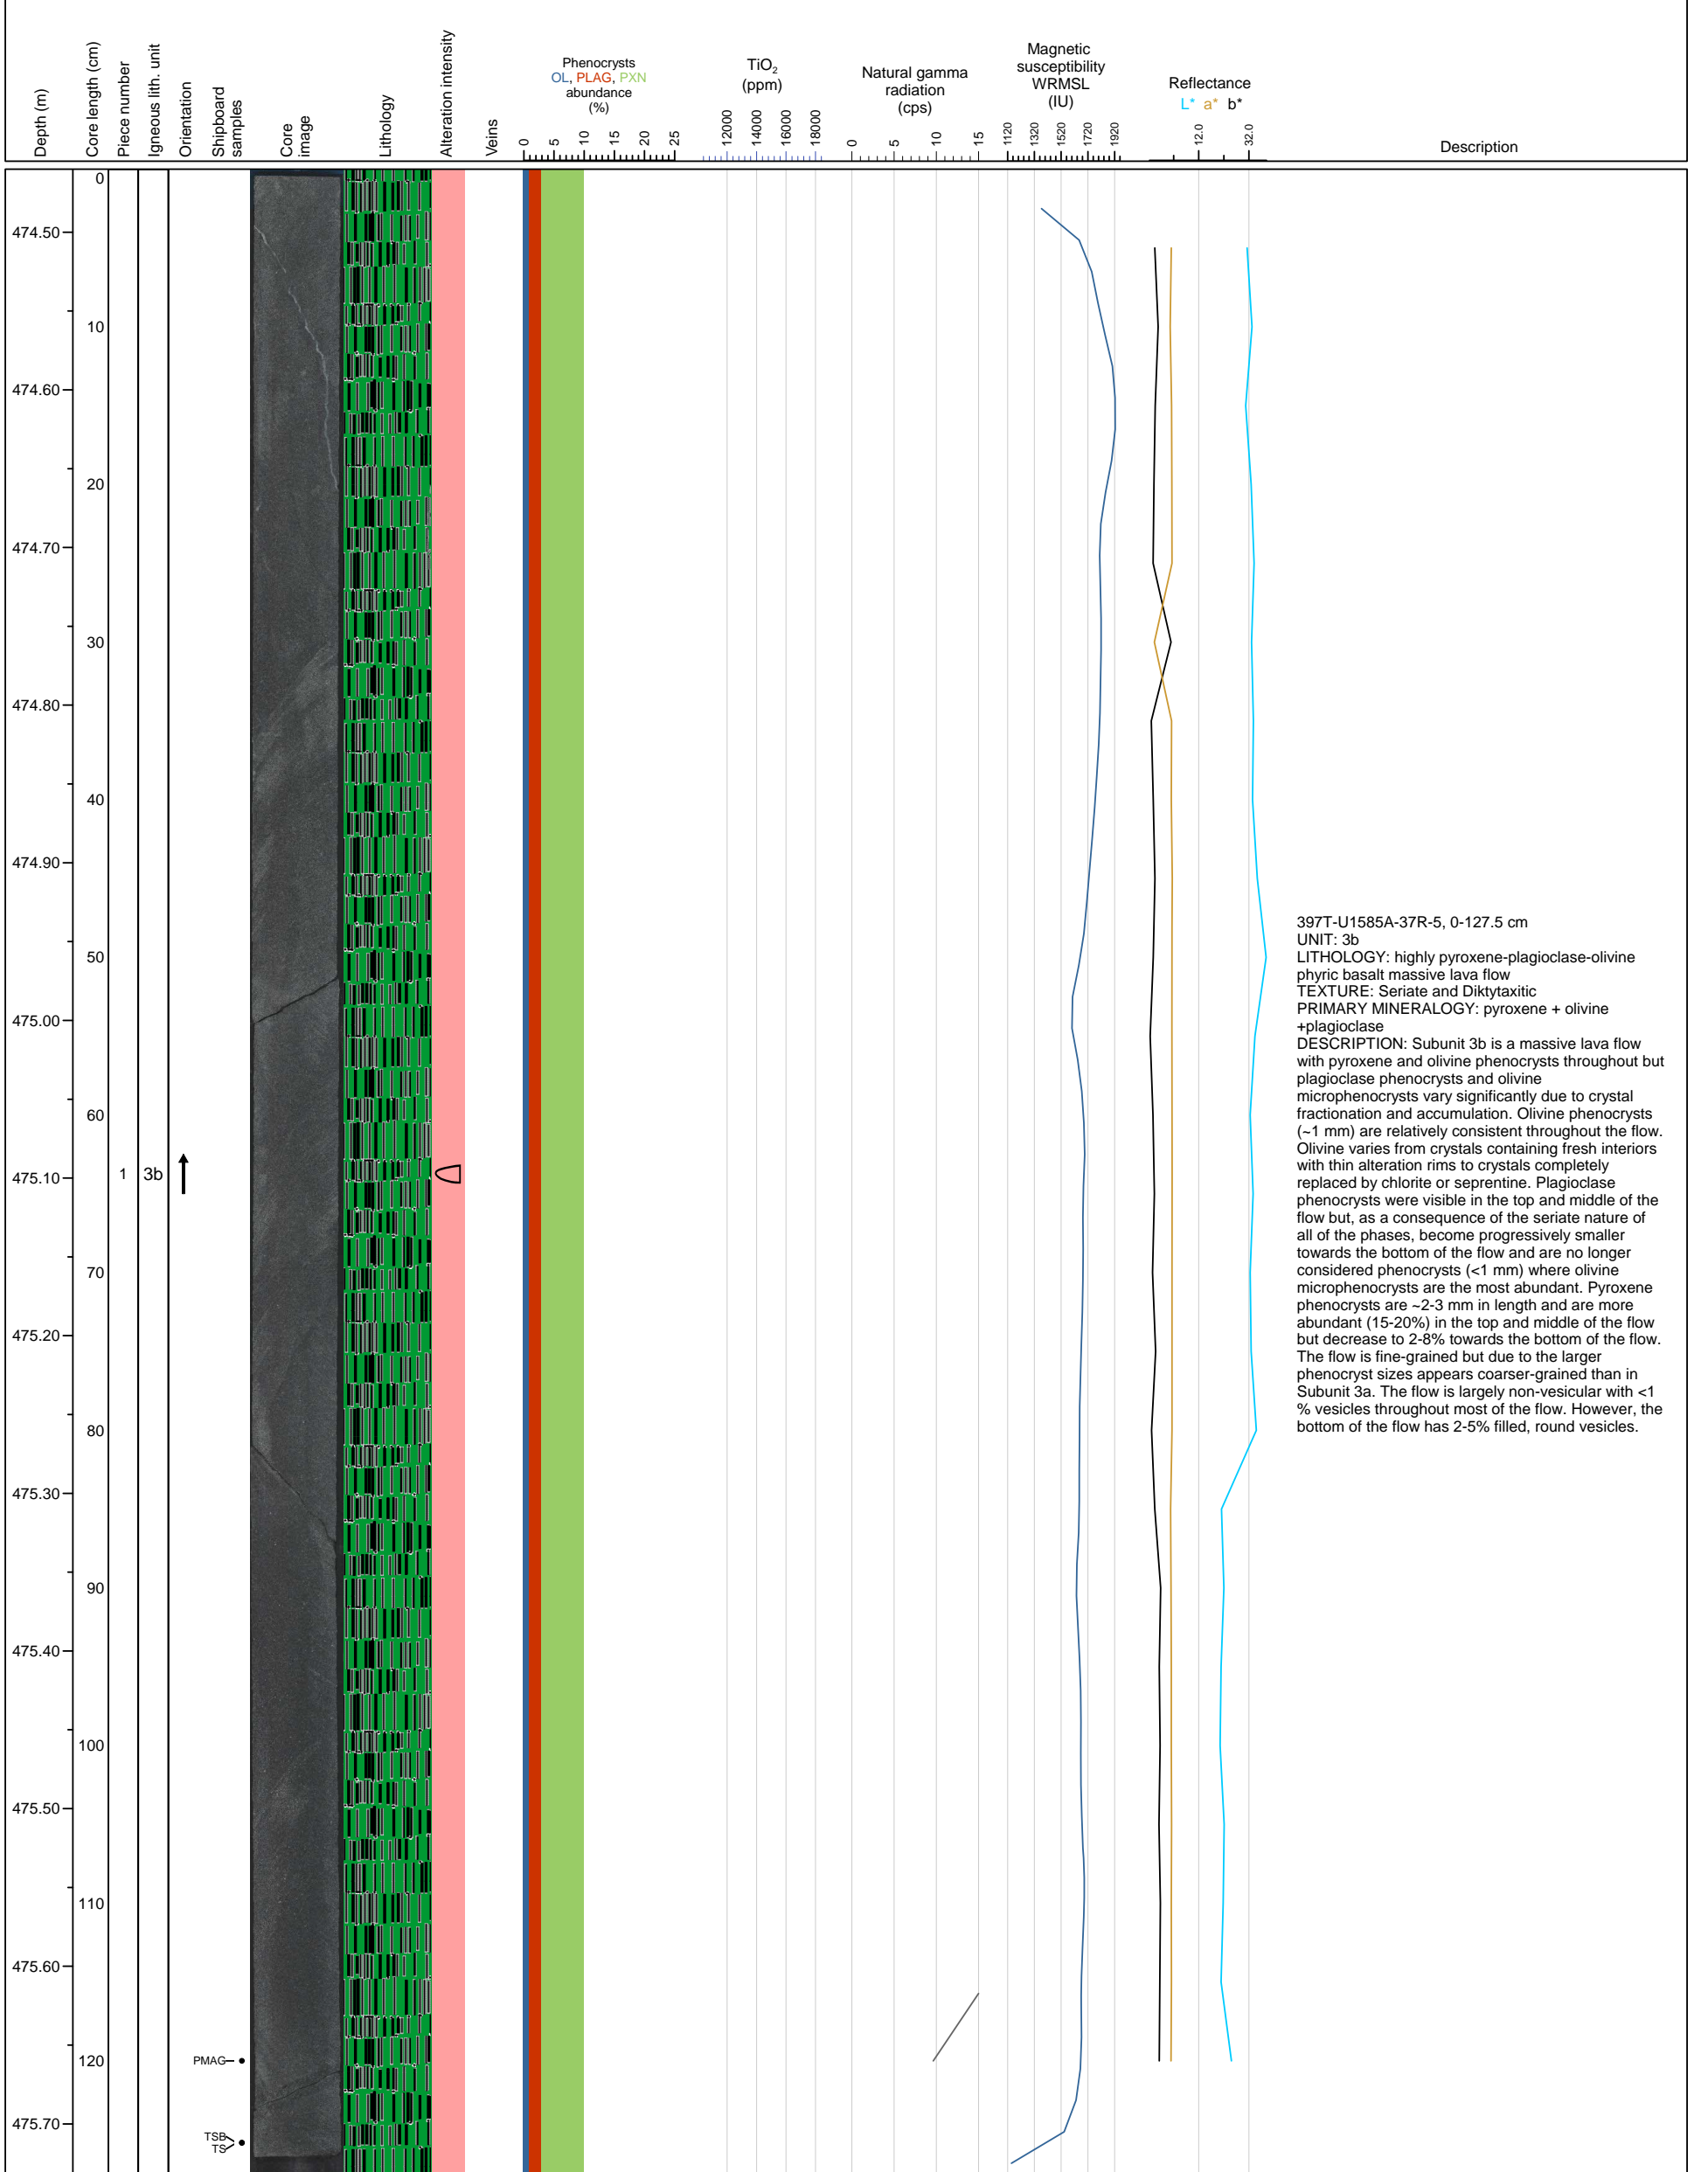 Depth (m)
Core length (cm)
Piece number
Igneous lith. unit
Orientation
Shipboard
samples
Core
image
Lithology
Alteration intensity
Veins
Phenocrysts
OL, PLAG, PXN
abundance
(%)
0 5 10 15 20 25
TiO2
(ppm)
12000 14000 16000 18000
Natural gamma
radiation
(cps)
0 5 10 15
Magnetic
susceptibility
WRMSL
(IU)
1120 1320 1520 1720 1920
Reflectance
L* a* b*
12.0 32.0
Description
0
474.50
10
474.60
20
474.70
30
474.80
40
474.90
50
475.00
60
475.10
1 3b
70
475.20
80
475.30
90
475.40
100
475.50
110
475.60
PMAG
120
475.70
TSB
TS
397T-U1585A-37R-5, 0-127.5 cm
UNIT: 3b
LITHOLOGY: highly pyroxene-plagioclase-olivine
phyric basalt massive lava flow
TEXTURE: Seriate and Diktytaxitic
PRIMARY MINERALOGY: pyroxene + olivine
+plagioclase
DESCRIPTION: Subunit 3b is a massive lava flow
with pyroxene and olivine phenocrysts throughout but
plagioclase phenocrysts and olivine
microphenocrysts vary significantly due to crystal
fractionation and accumulation. Olivine phenocrysts
(~1 mm) are relatively consistent throughout the flow.
Olivine varies from crystals containing fresh interiors
with thin alteration rims to crystals completely
replaced by chlorite or seprentine. Plagioclase
phenocrysts were visible in the top and middle of the
flow but, as a consequence of the seriate nature of
all of the phases, become progressively smaller
towards the bottom of the flow and are no longer
considered phenocrysts (<1 mm) where olivine
microphenocrysts are the most abundant. Pyroxene
phenocrysts are ~2-3 mm in length and are more
abundant (15-20%) in the top and middle of the flow
but decrease to 2-8% towards the bottom of the flow.
The flow is fine-grained but due to the larger
phenocryst sizes appears coarser-grained than in
Subunit 3a. The flow is largely non-vesicular with <1
% vesicles throughout most of the flow. However, the
bottom of the flow has 2-5% filled, round vesicles.